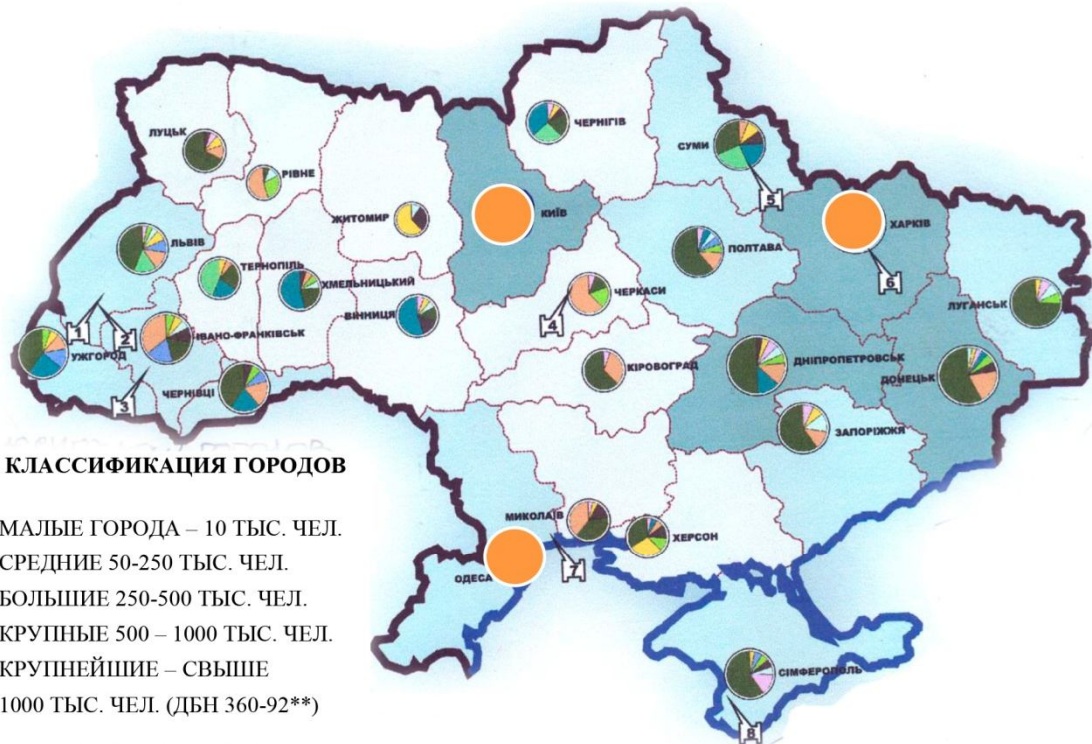 ЧЕРНІГІВ
ЛУЦЬК
СУМИ
РІВНЕ
5
ЖИТОМИР
КИЇВ
ХАРКІВ
ЛЬВІВ
ПОЛТАВА
ТЕРНОПІЛЬ
6
ХМЕЛЬНИЦЬКИЙ
ЧЕРКАСИ
ЛУГАНСЬК
ВІННИЦЯ
4
1
2
ІВАНО-ФРАНКІВСЬК
УЖГОРОД
ДНІПРОПЕТРОВСЬК
КІРОВОГРАД
ДОНЕЦЬК
ЧЕРНІВЦІ
3
ЗАПОРІЖЖЯ
КЛАССИФИКАЦИЯ ГОРОДОВ
МАЛЫЕ ГОРОДА – 10 ТЫС. ЧЕЛ.
СРЕДНИЕ 50-250 ТЫС. ЧЕЛ.
БОЛЬШИЕ 250-500 ТЫС. ЧЕЛ.
КРУПНЫЕ 500 – 1000 ТЫС. ЧЕЛ.
КРУПНЕЙШИЕ – СВЫШЕ
1000 ТЫС. ЧЕЛ. (ДБН 360-92**)
МИКОЛАЇВ
ХЕРСОН
7
ОДЕСА
СІМФЕРОПОЛЬ
8